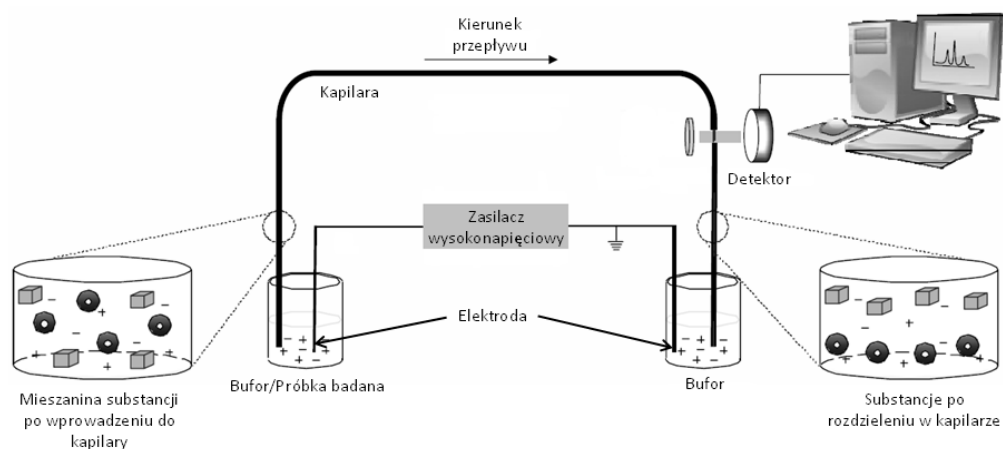 Kierunek
przepływu
Kapilara
Detektor
Zasilacz
wysokonapięciowy
Elektroda
Bufor/Próbka badana
Bufor
Mieszanina substancji
po wprowadzeniu do
kapilary
Substancje po
rozdzieleniu w kapilarze